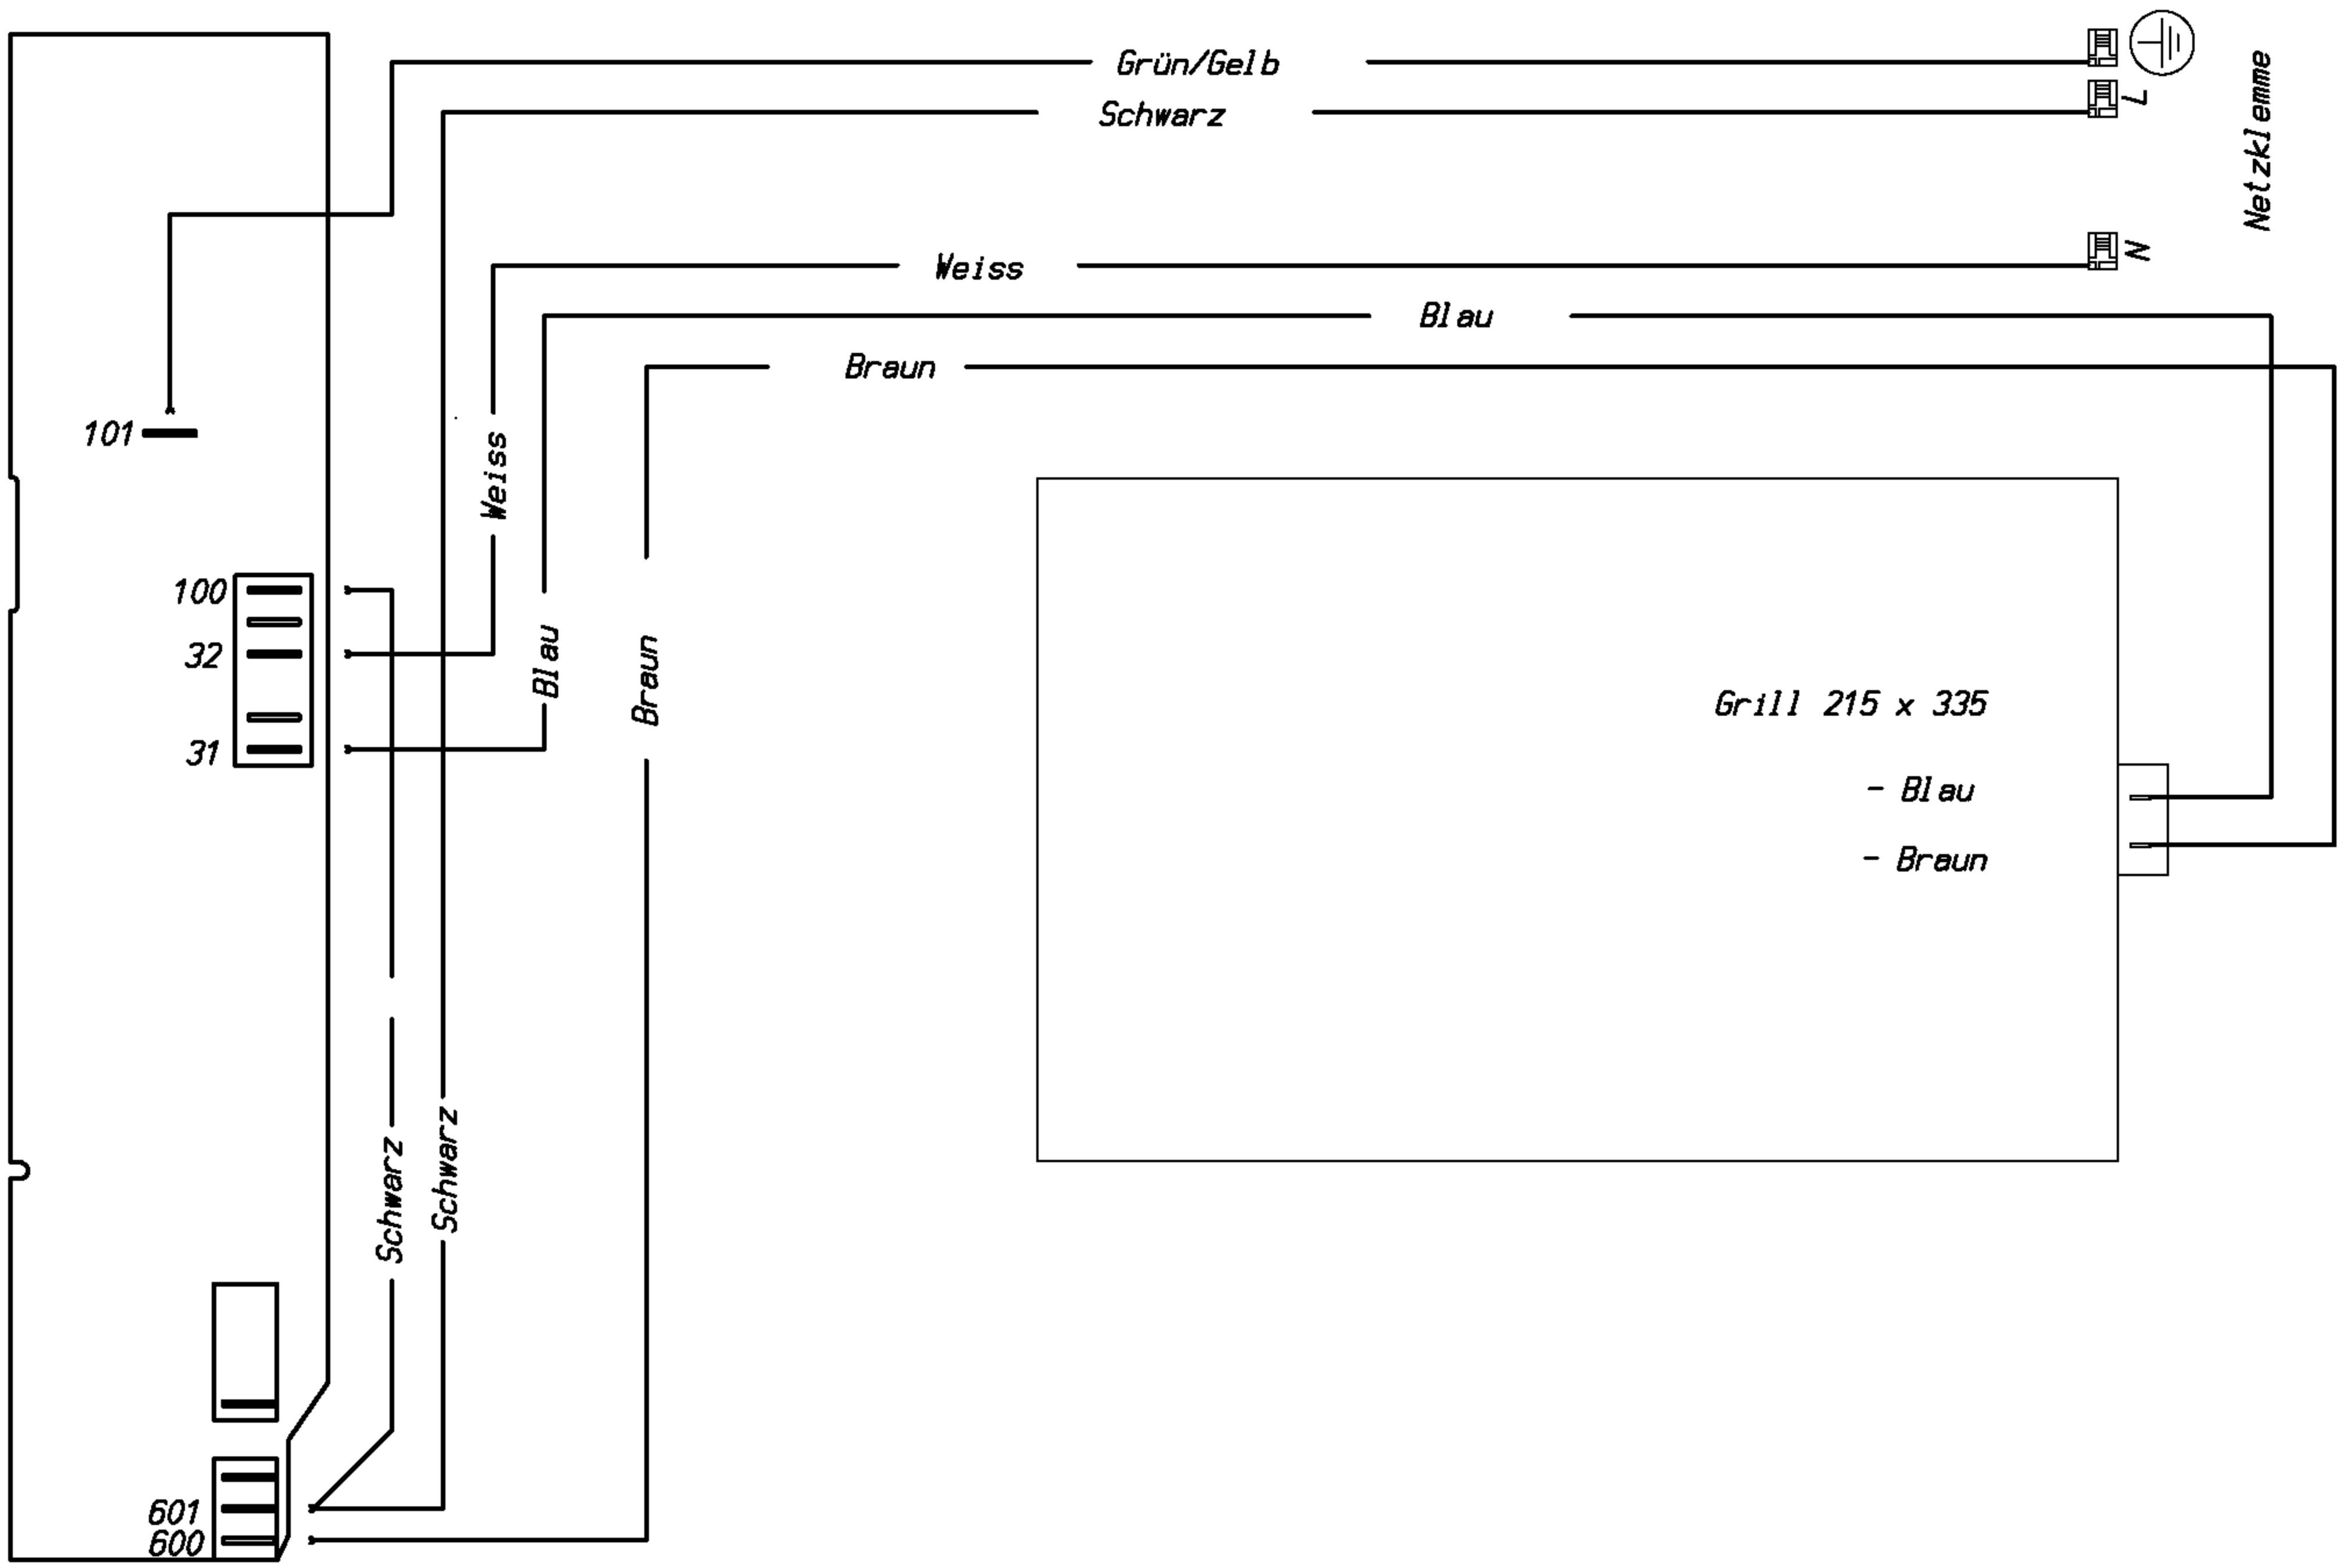 Grün/Gelb
Schwarz
L
Netzklemme
Weiss
N
Blau
Braun
101
Weiss
100
32
Blau
Braun
31
Grill 215 x 335
- Blau
- Braun
Schwarz
Schwarz
601
600